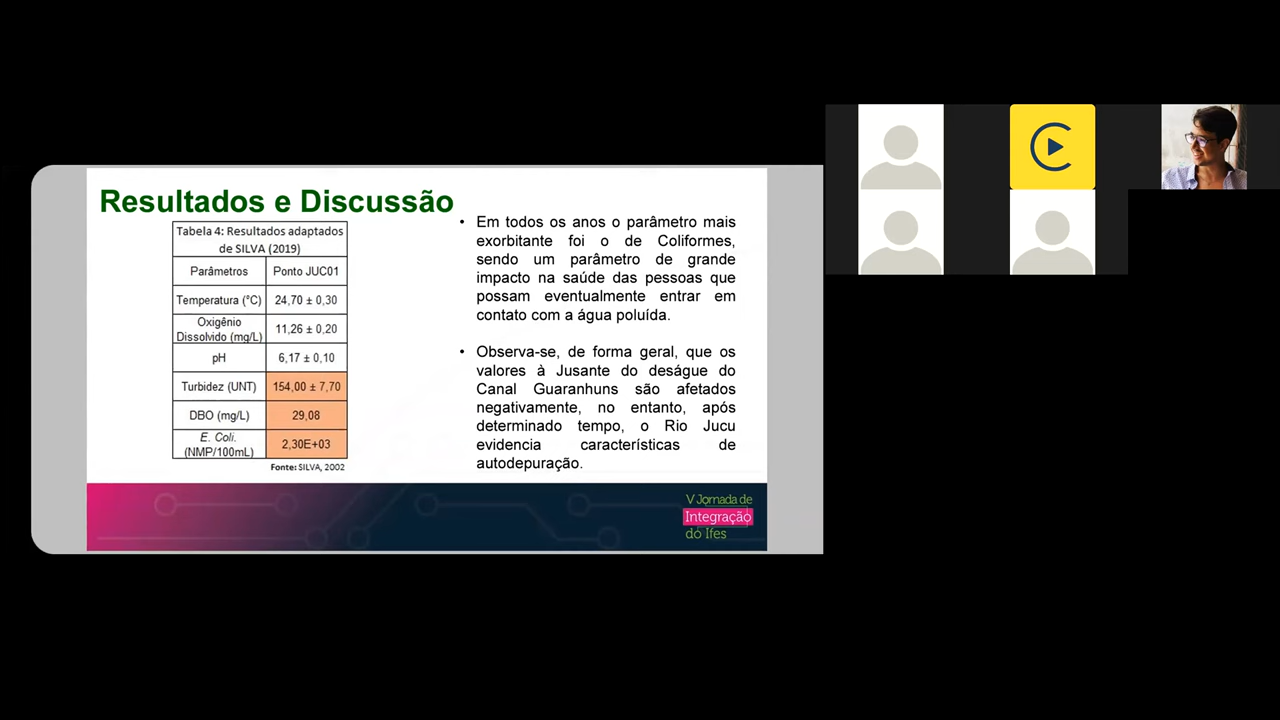 Resultados e Discussão
Tabela 4: Resultados adaptados
de SILVA (2019)
Parâmetros Ponto JUC01
Temperatura (°C) 24,70 ± 0,30
Oxigênio
Dissolvido (mg/L) 11,26 ± 0,20
pH 6,17 ± 0,10
Turbidez (UNT) 154,00 ± 7,70
DBO (mg/L) 29,08
E. Coli.
(NMP/100mL) 2,30E+03
Fonte: SILVA, 2002
• Em todos os anos o parâmetro mais
exorbitante foi o de Coliformes,
sendo um parâmetro de grande
impacto na saúde das pessoas que
possam eventualmente entrar em
contato com a água poluída.
• Observa-se, de forma geral, que os
valores à Jusante do deságue do
Canal Guaranhuns são afetados
negativamente, no entanto, após
determinado tempo, o Rio Jucu
evidencia características de
autodepuração.
V Jornada de
Integração
do Ifes